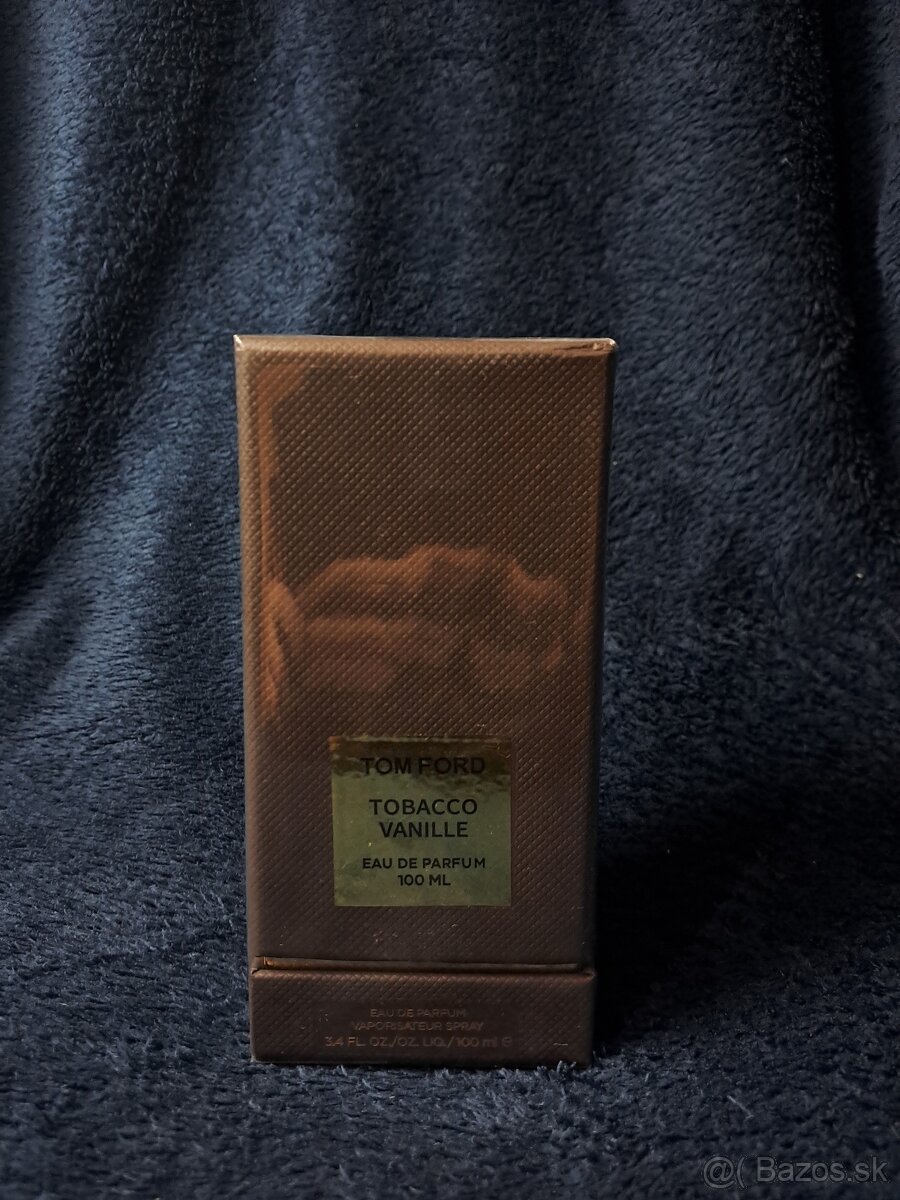 TOM FORD
TOBACCO
VANILLE
EAU DE PARFUM
100 ML
EAU DE PARFUM
VAPORISATEUR SPRAY
3.4 FL. OZ./OZ. LIQ./100 ml ℮
@( Bazos.sk